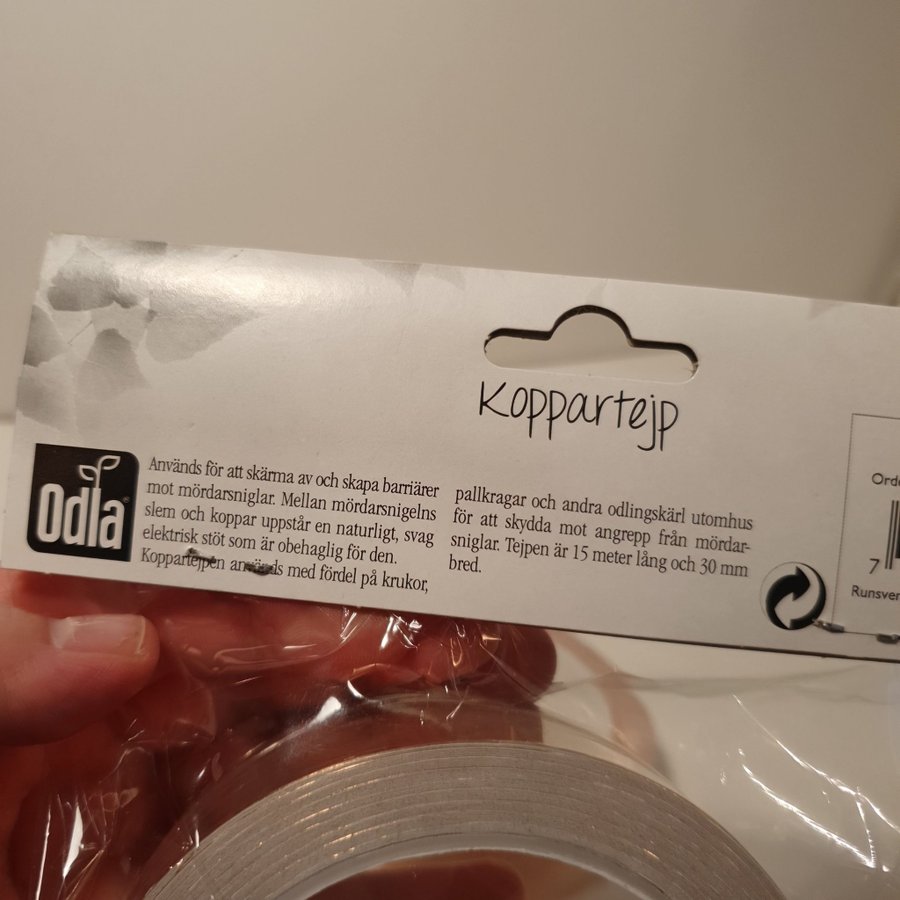 Koppartejp
Odla®
Används för att skärma av och skapa barriärer
mot mördarsniglar. Mellan mördarsnigelns
slem och koppar uppstår en naturligt, svag
elektrisk stöt som är obehaglig för den.
Koppartejpen används med fördel på krukor,
pallkragar och andra odlingskärl utomhus
för att skydda mot angrepp från mördar-
sniglar. Tejpen är 15 meter lång och 30 mm
bred.
7